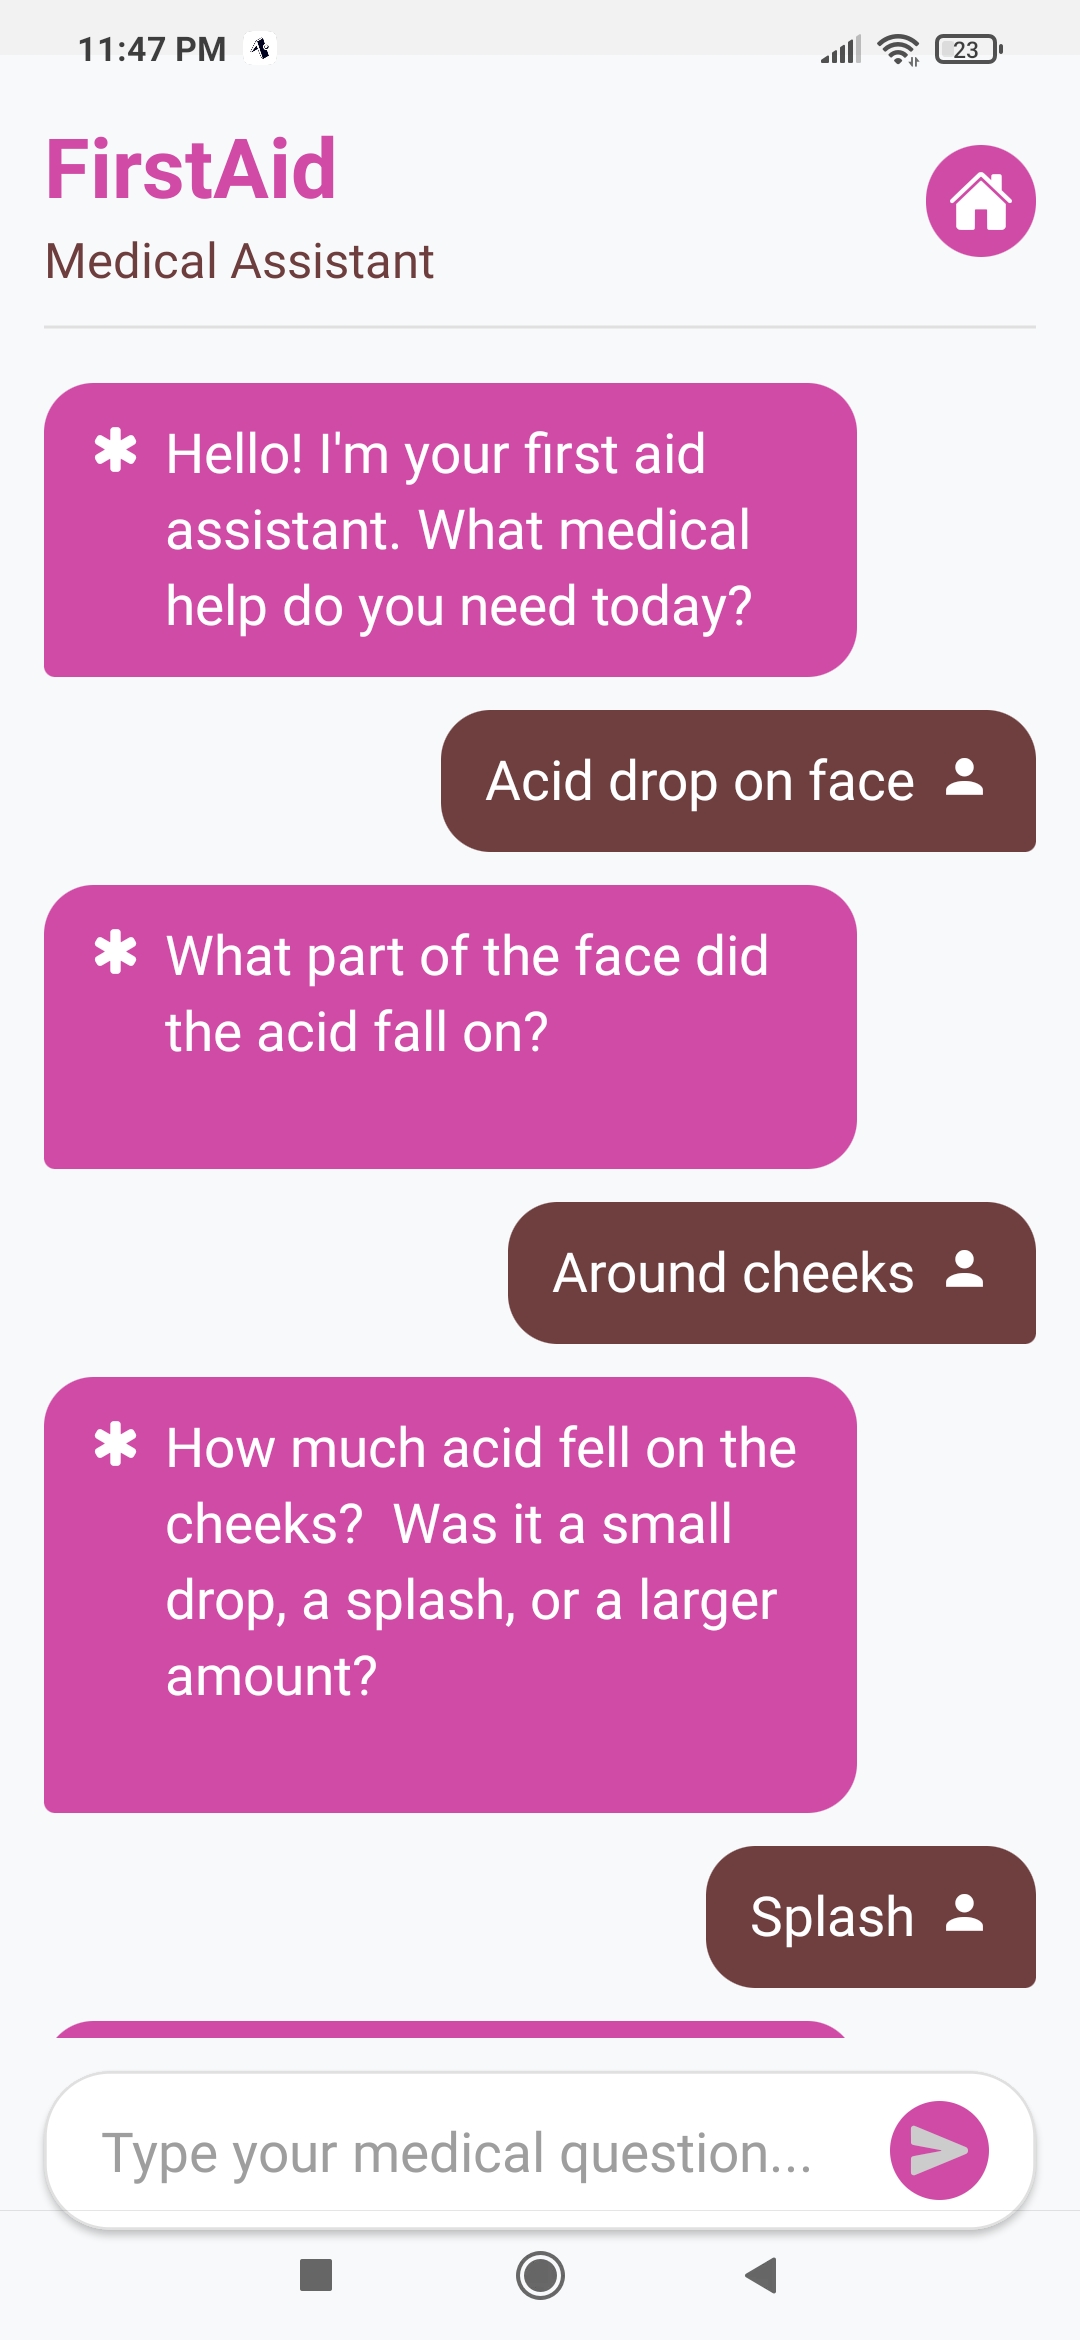 11:47 PM
23
FirstAid
Medical Assistant
Hello! I'm your first aid
assistant. What medical
help do you need today?
Acid drop on face
What part of the face did
the acid fall on?
Around cheeks
How much acid fell on the
cheeks?  Was it a small
drop, a splash, or a larger
amount?
Splash
Type your medical question...